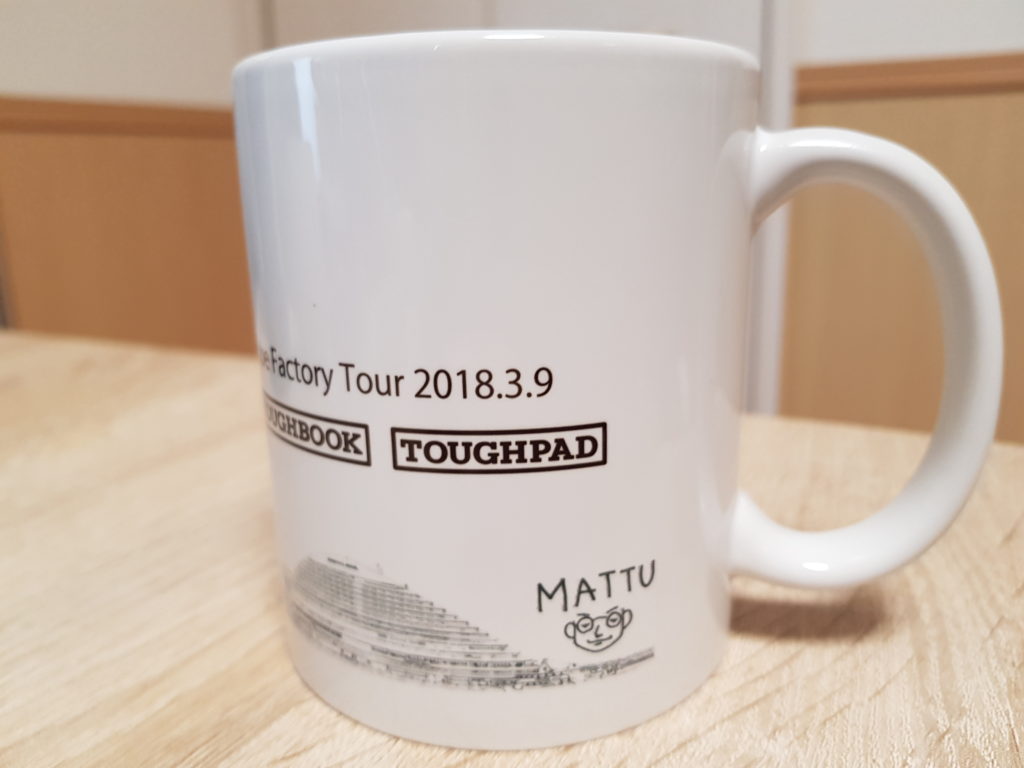 Factory Tour 2018.3.9
TOUGHPAD
MATTU